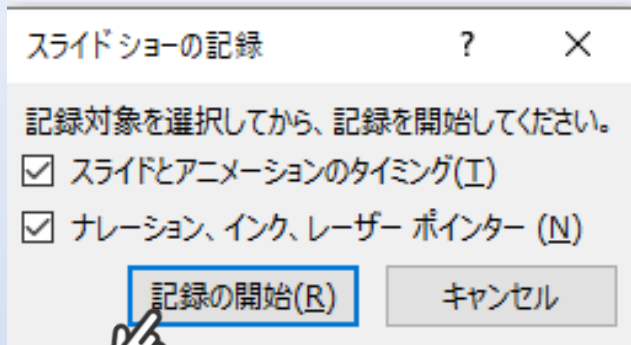 スライド ショーの記録 ? ×
記録対象を選択してから、記録を開始してください。
スライドとアニメーションのタイミング(T)
ナレーション、インク、レーザー ポインター (N)
記録の開始(R) キャンセル